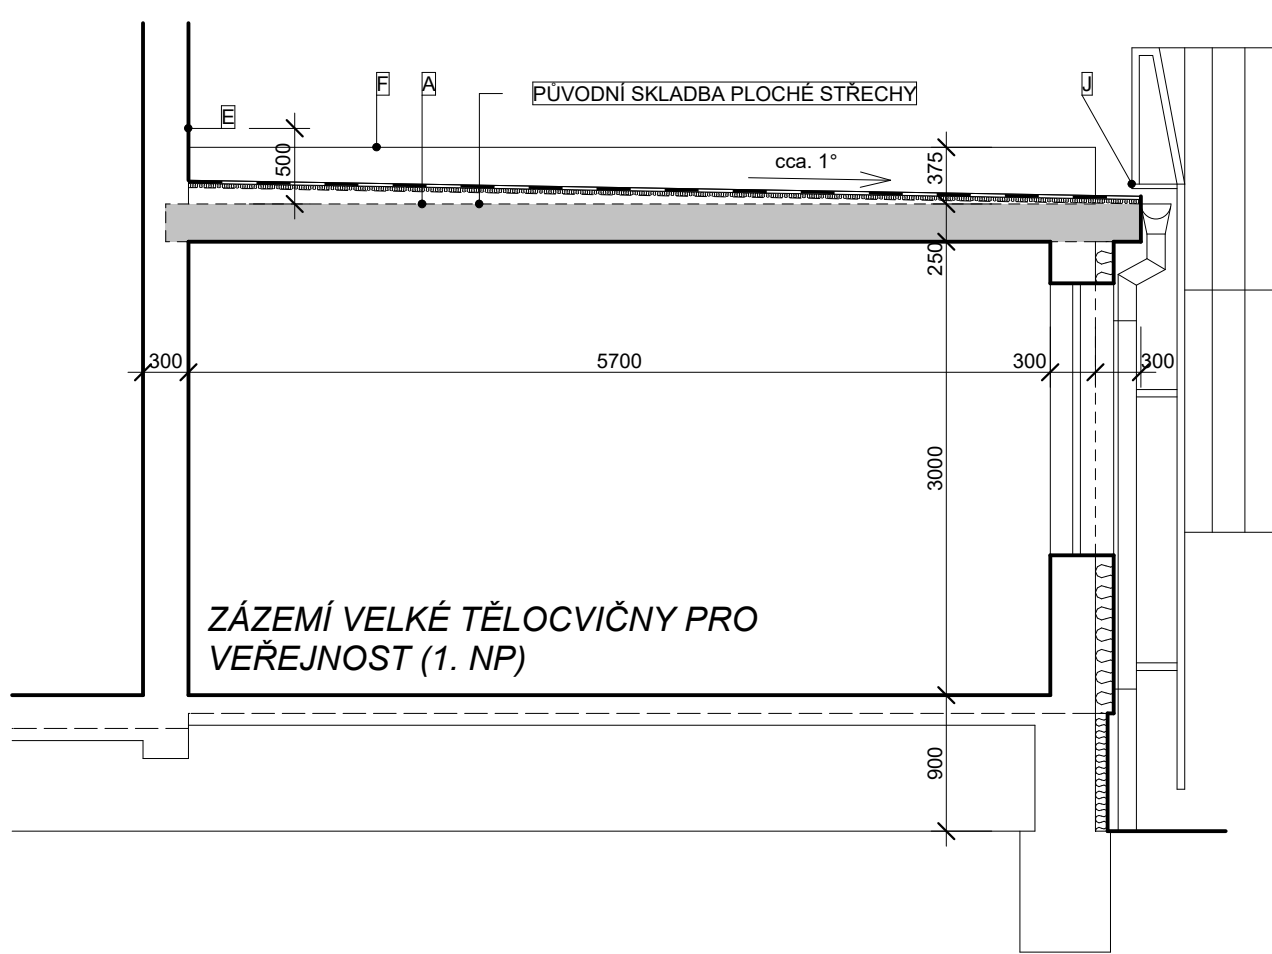 F
A
PŮVODNÍ SKLADBA PLOCHÉ STŘECHY
J
E
500
cca. 1°
375
250
300
5700
300
300
3000
ZÁZEMÍ VELKÉ TĚLOCVIČNY PRO
VEŘEJNOST (1. NP)
900